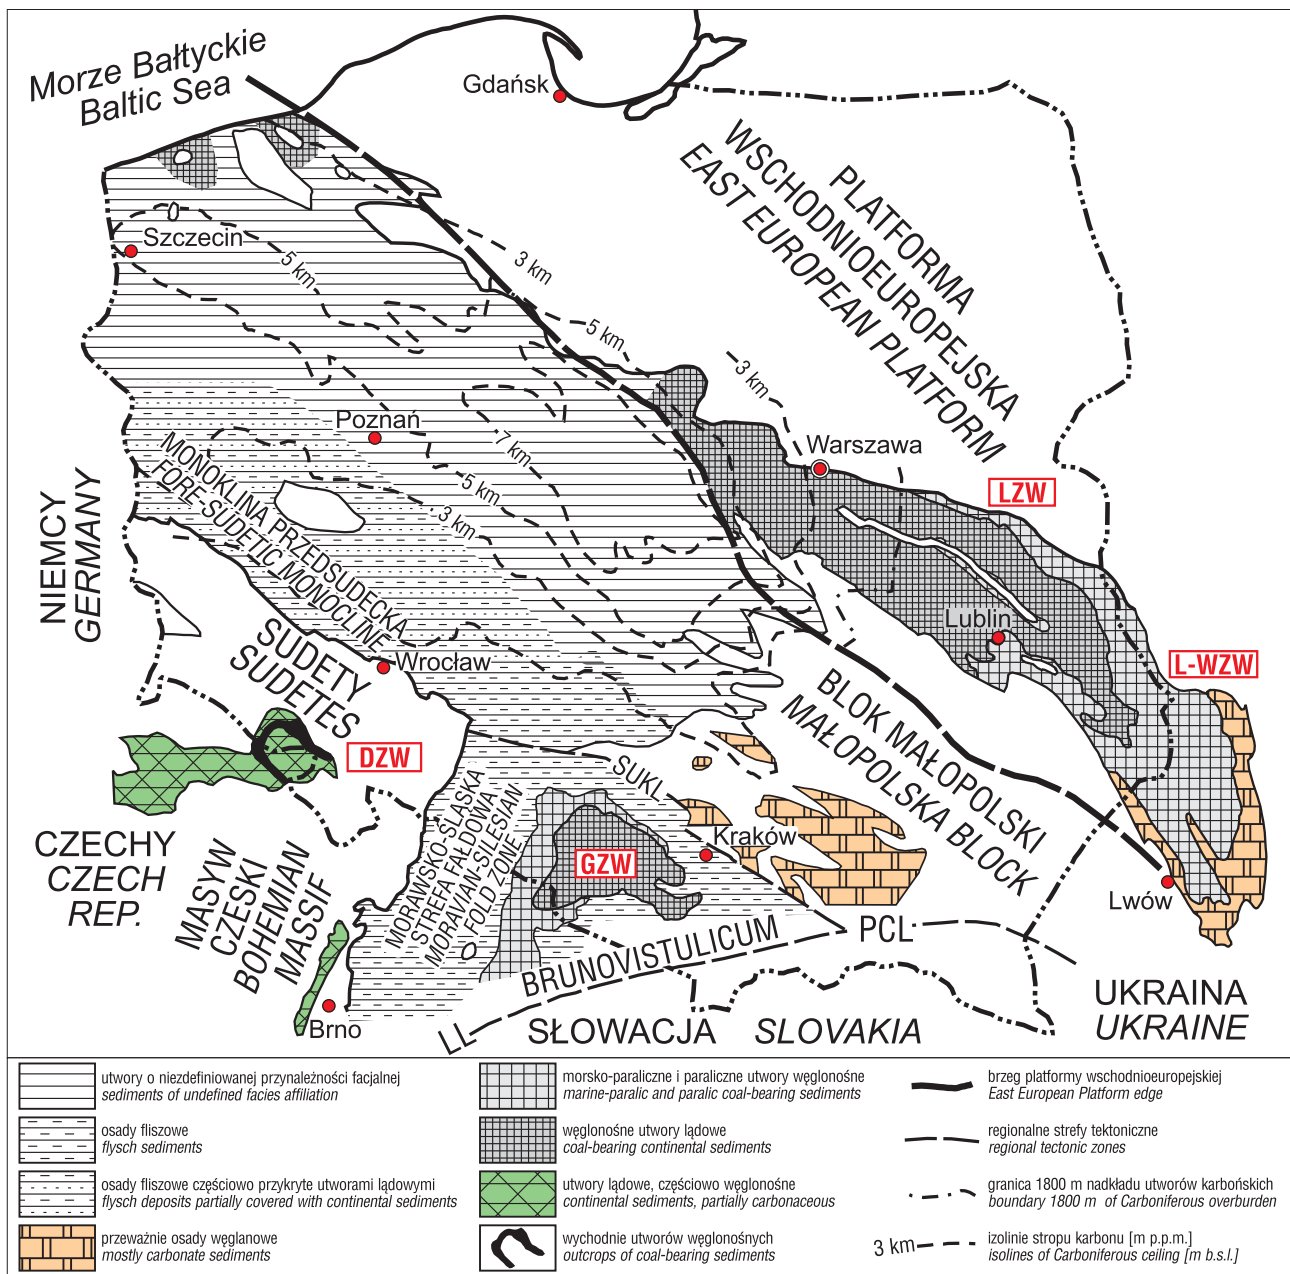 Morze Bałtyckie
Baltic Sea
Gdańsk
PLATFORMA
WSCHODNIOEUROPEJSKA
EAST EUROPEAN PLATFORM
Szczecin
5 km
3 km
5 km
3 km
Poznań
7 km
5 km
3 km
Warszawa
LZW
MONOKLINA PRZEDSUDECKA
FORE-SUDETIC MONOCLINE
NIEMCY
GERMANY
Lublin
L-WZW
SUDETY
SUDETES
Wrocław
DZW
BLOK MAŁOPOLSKI
MAŁOPOLSKA BLOCK
SUKL
MORAWSKO-ŚLĄSKA
STREFA FAŁDOWA
MORAVIAN-SILESIAN
FOLD ZONE
GZW
Kraków
Lwów
CZECHY
CZECH
REP.
MASYW
CZESKI
BOHEMIAN
MASSIF
BRUNOVISTULICUM
PCL
LL
Brno
SŁOWACJA SLOVAKIA
UKRAINA
UKRAINE
utwory o niezdefiniowanej przynależności facjalnej
sediments of undefined facies affiliation
osady fliszowe
flysch sediments
osady fliszowe częściowo przykryte utworami lądowymi
flysch deposits partially covered with continental sediments
przeważnie osady węglanowe
mostly carbonate sediments
morsko-paraliczne i paraliczne utwory węglonośne
marine-paralic and paralic coal-bearing sediments
węglonośne utwory lądowe
coal-bearing continental sediments
utwory lądowe, częściowo węglonośne
continental sediments, partially carbonaceous
wychodnie utworów węglonośnych
outcrops of coal-bearing sediments
brzeg platformy wschodnioeuropejskiej
East European Platform edge
regionalne strefy tektoniczne
regional tectonic zones
granica 1800 m nadkładu utworów karbońskich
boundary 1800 m of Carboniferous overburden
3 km
izolinie stropu karbonu [m p.p.m.]
isolines of Carboniferous ceiling [m b.s.l.]